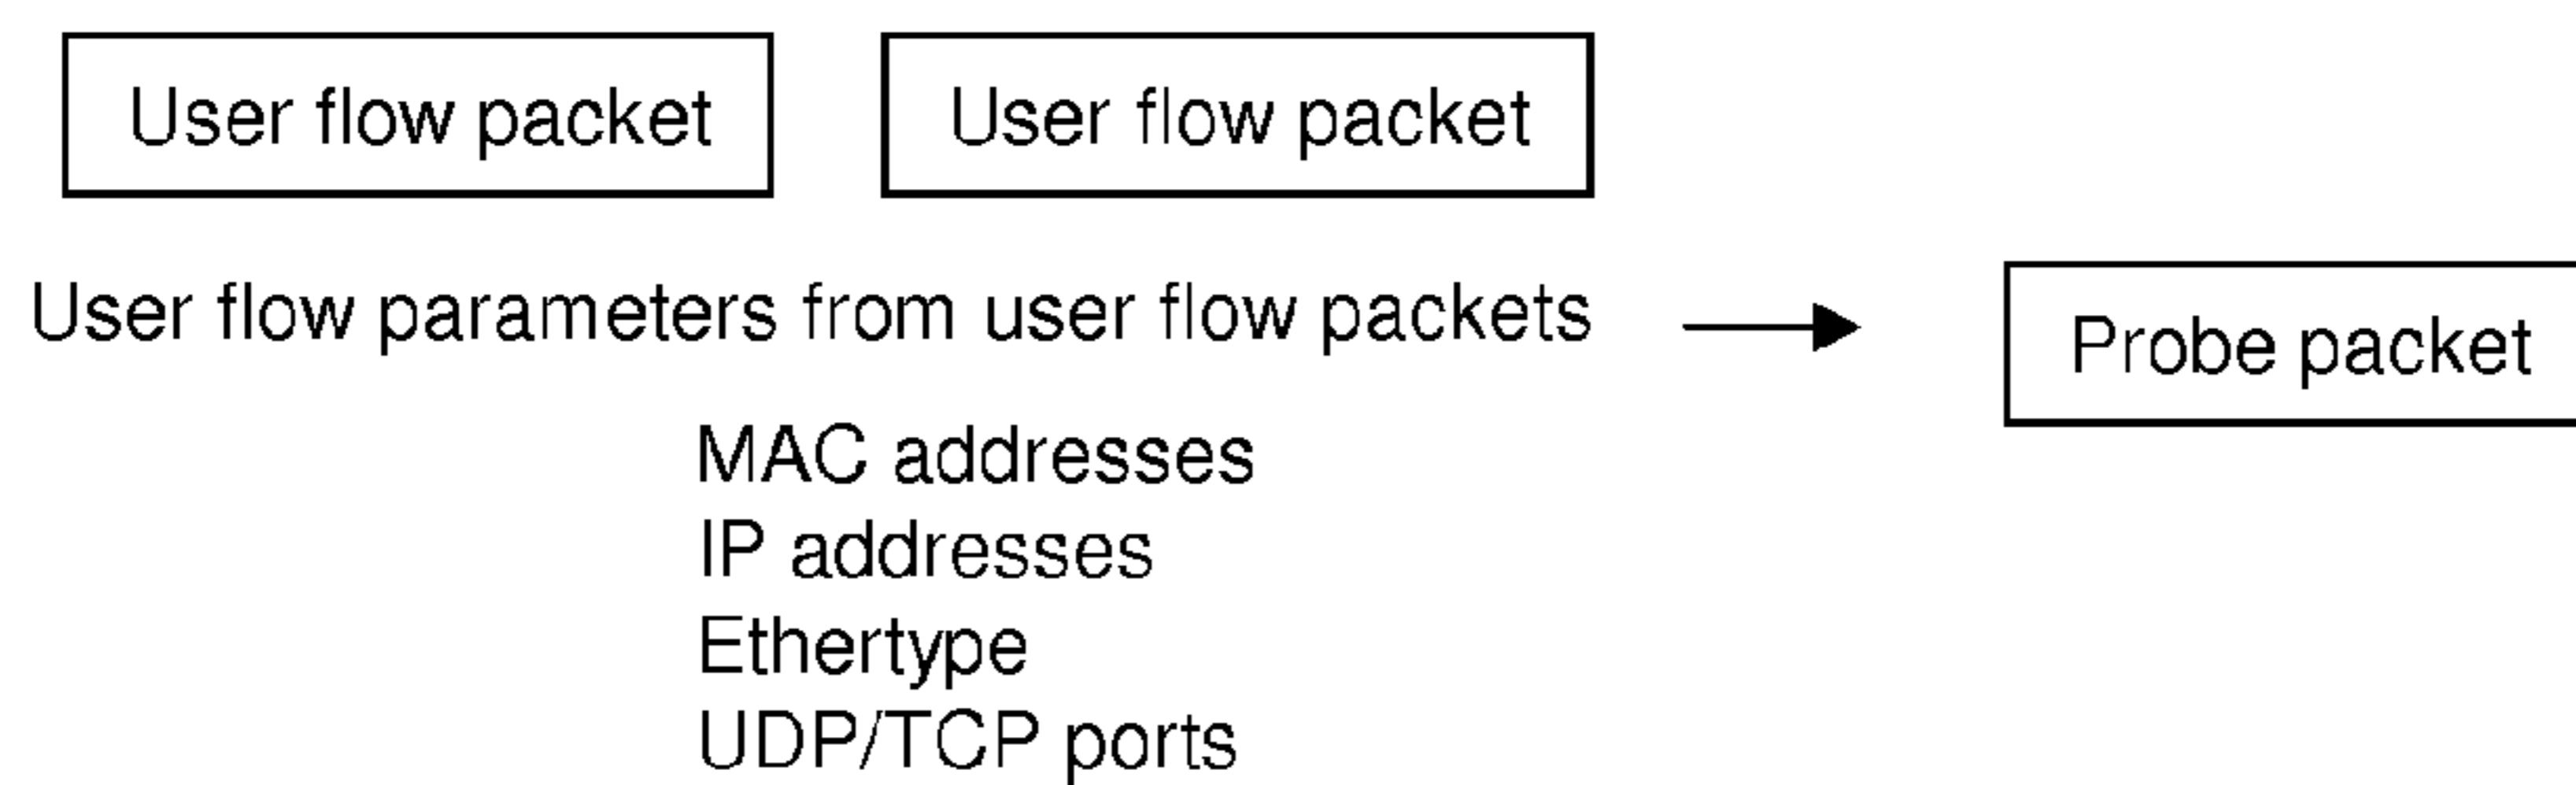 User flow packet
User flow packet
User flow parameters from user flow packets
Probe packet
MAC addresses
IP addresses
Ethertype
UDP/TCP ports